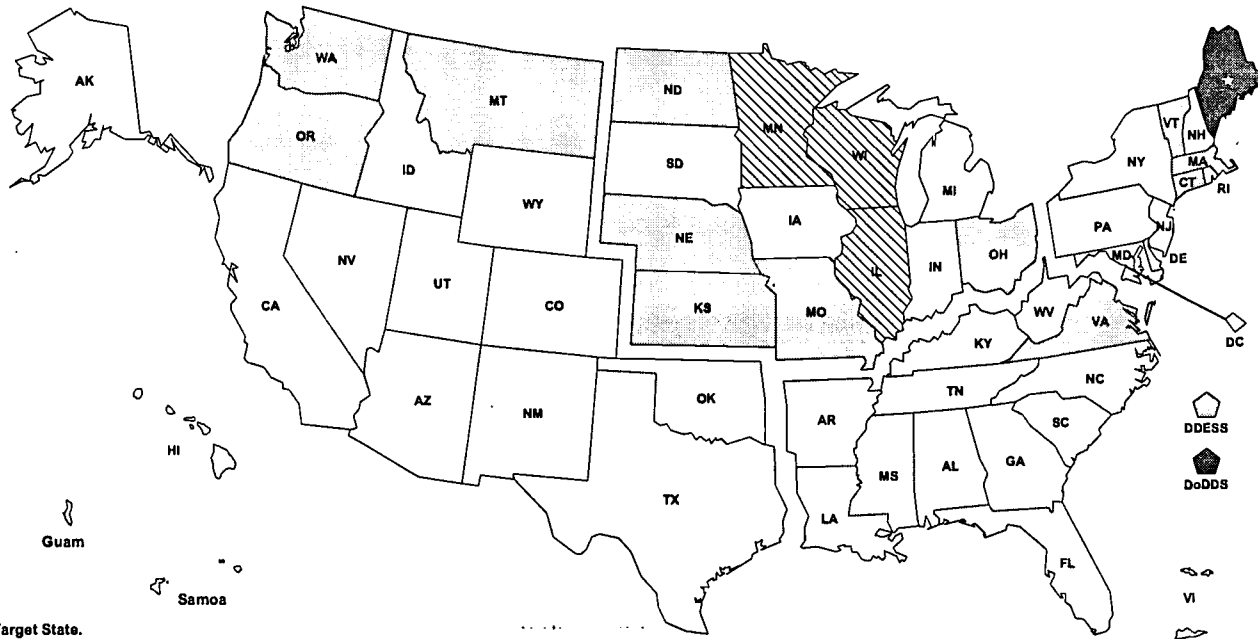 AK
WA
MT
ND
MN
OR
ID
SD
WI
VT
NH
NY
MA
CT
RI
WY
MI
IA
NE
PA
NJ
OH
IL
IN
MD
DE
NV
UT
CO
CA
KS
MO
WV
VA
KY
DC
AZ
NM
OK
TN
NC
AR
SC
DDESS
HI
MS
AL
GA
DoDDS
TX
LA
Guam
FL
Samoa
VI
Target State.